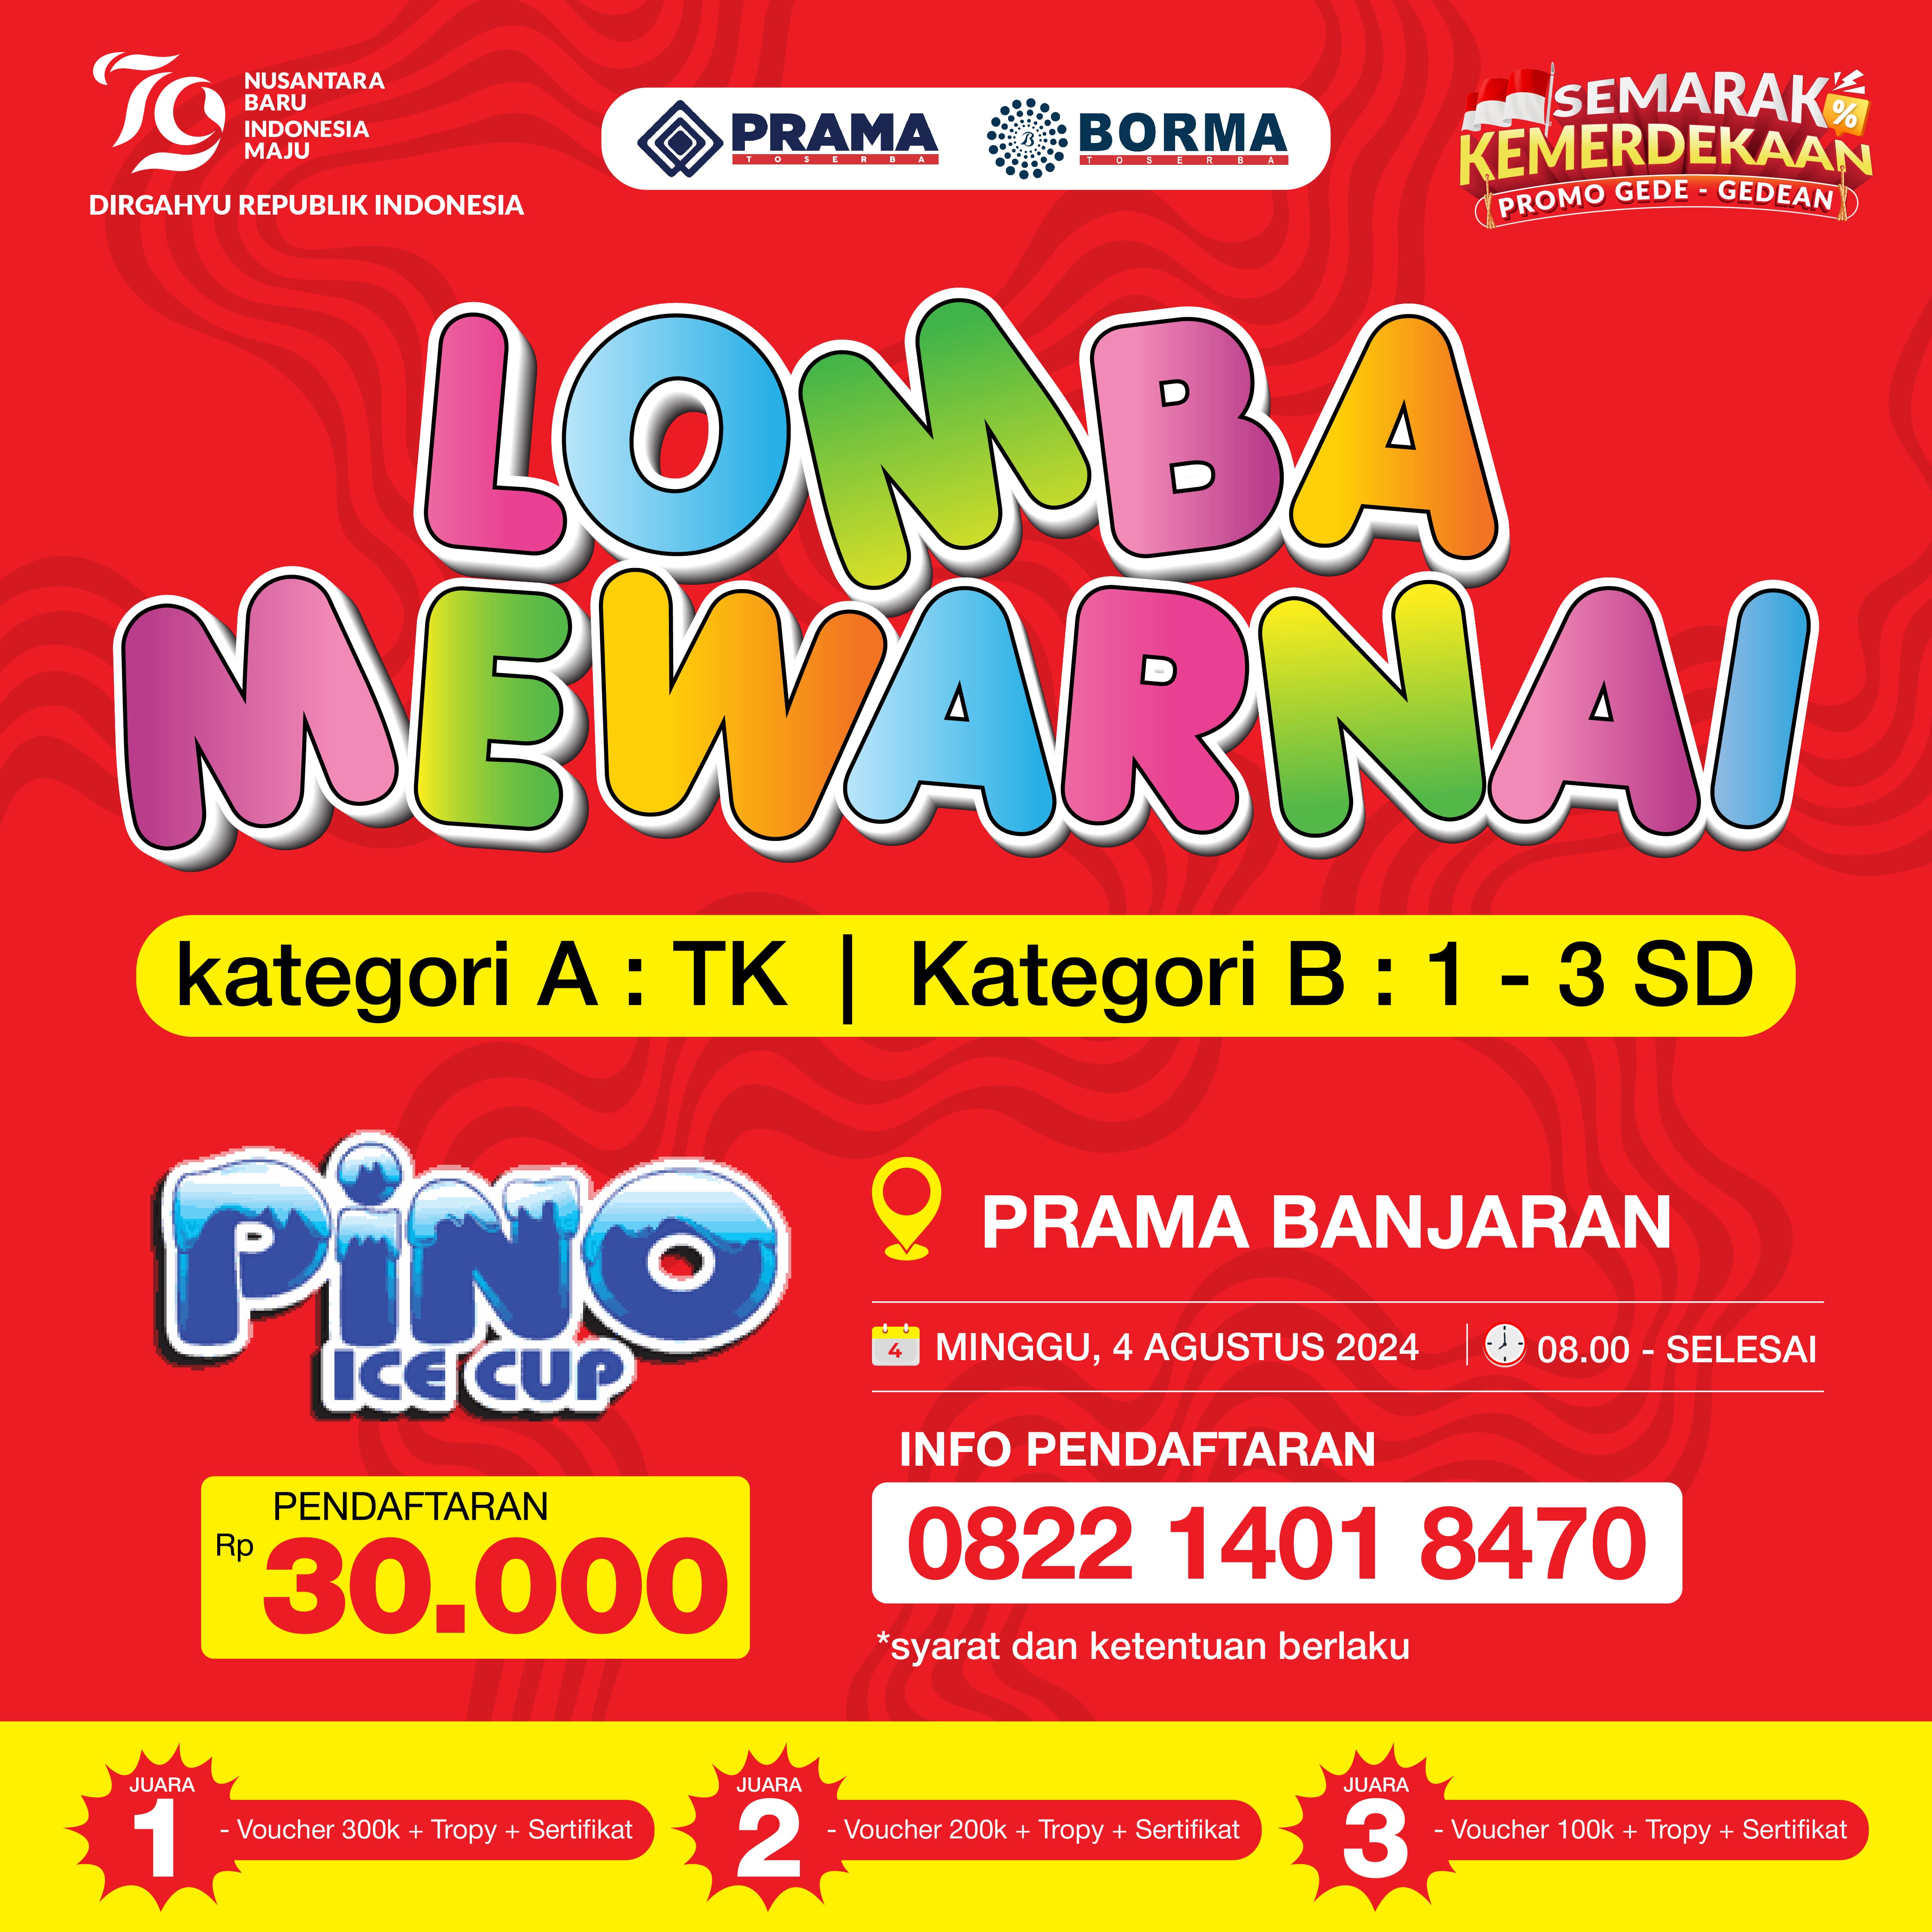 79
NUSANTARA
BARU
INDONESIA
MAJU
DIRGAHYU REPUBLIK INDONESIA
PRAMA
TOSERBA
B
BORMA
TOSERBA
SEMARAK
%
KEMERDEKAAN
PROMO GEDE - GEDEAN
LOMBA
MEWARNAI
kategori A : TK | Kategori B : 1 - 3 SD
PiNO
ICE CUP
PRAMA BANJARAN
4
MINGGU, 4 AGUSTUS 2024 | 08.00 - SELESAI
INFO PENDAFTARAN
0822 1401 8470
*syarat dan ketentuan berlaku
PENDAFTARAN
Rp 30.000
JUARA
1
- Voucher 300k + Tropy + Sertifikat
JUARA
2
- Voucher 200k + Tropy + Sertifikat
JUARA
3
- Voucher 100k + Tropy + Sertifikat